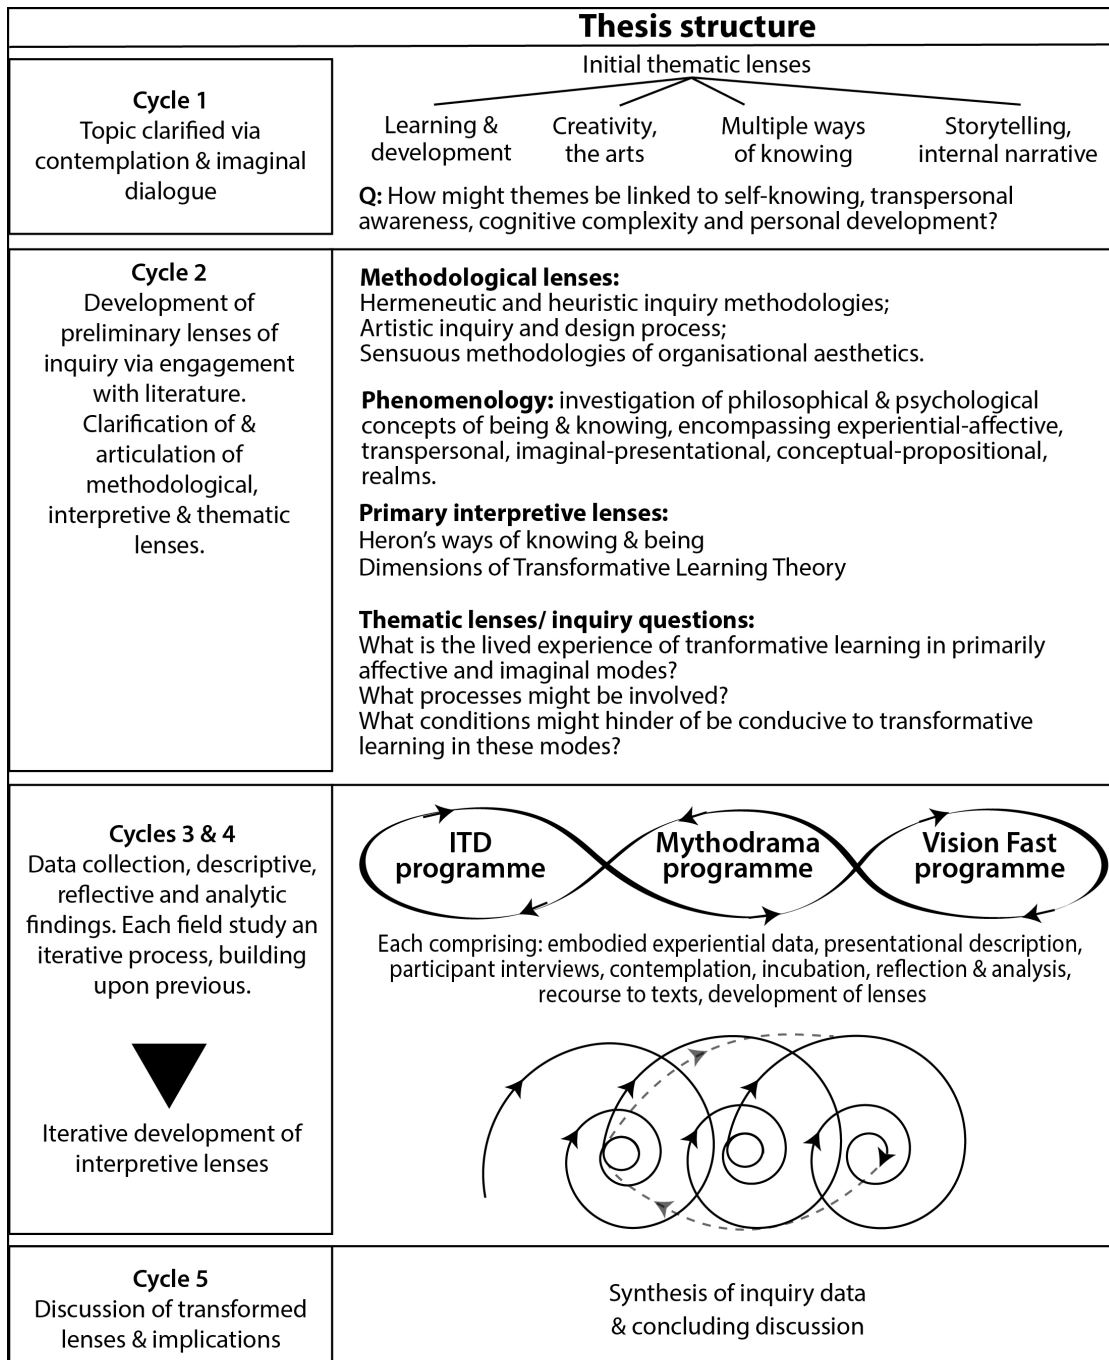 Thesis structure
Cycle 1
Topic clarified via
contemplation & imaginal
dialogue
Initial thematic lenses
Learning &
development
Creativity,
the arts
Multiple ways
of knowing
Storytelling,
internal narrative
Q: How might themes be linked to self-knowing, transpersonal
awareness, cognitive complexity and personal development?
Cycle 2
Development of
preliminary lenses of
inquiry via engagement
with literature.
Clarification of &
articulation of
methodological,
interpretive & thematic
lenses.
Methodological lenses:
Hermeneutic and heuristic inquiry methodologies;
Artistic inquiry and design process;
Sensuous methodologies of organisational aesthetics.
Phenomenology: investigation of philosophical & psychological
concepts of being & knowing, encompassing experiential-affective,
transpersonal, imaginal-presentational, conceptual-propositional,
realms.
Primary interpretive lenses:
Heron's ways of knowing & being
Dimensions of Transformative Learning Theory
Thematic lenses/ inquiry questions:
What is the lived experience of tranformative learning in primarily
affective and imaginal modes?
What processes might be involved?
What conditions might hinder of be conducive to transformative
learning in these modes?
Cycles 3 & 4
Data collection, descriptive,
reflective and analytic
findings. Each field study an
iterative process, building
upon previous.
Iterative development of
interpretive lenses
ITD
programme
Mythodrama
programme
Vision Fast
programme
Each comprising: embodied experiential data, presentational description,
participant interviews, contemplation, incubation, reflection & analysis,
recourse to texts, development of lenses
Cycle 5
Discussion of transformed
lenses & implications
Synthesis of inquiry data
& concluding discussion